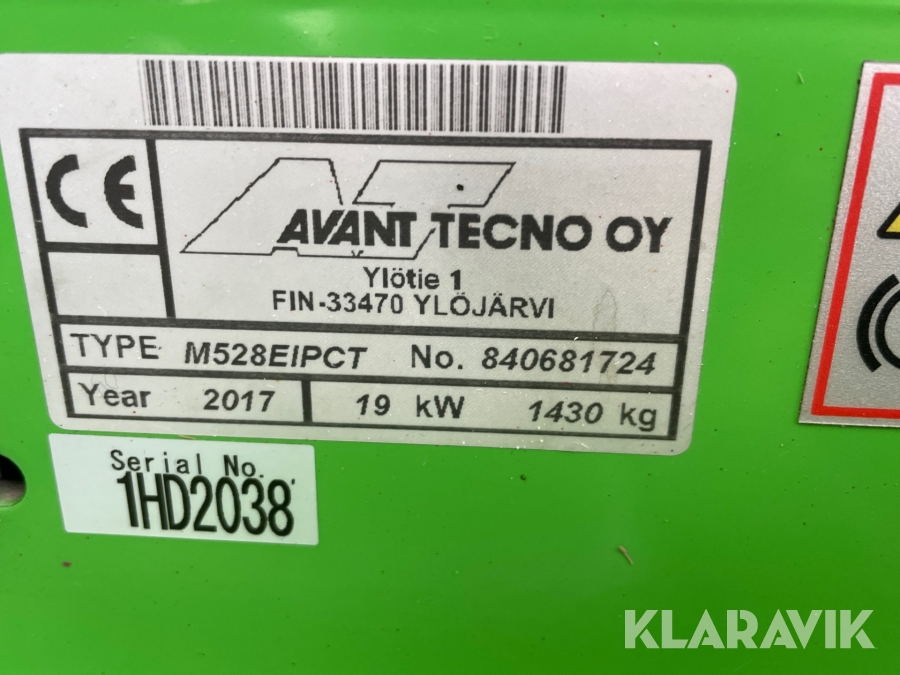 CE
AVANT TECNO OY
Ylötie 1
FIN-33470 YLÖJÄRVI
TYPE M528EIPCT No. 840681724
Year 2017 19 kW 1430 kg
Serial No.
1HD2038
KLARAVIK